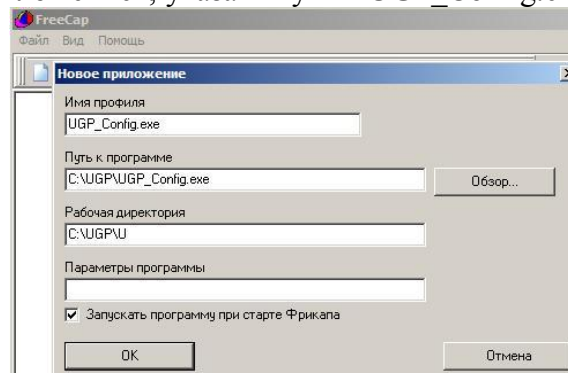 FreeCap
Файл Вид Помощь
Новое приложение
Имя профиля
UGP_Config.exe
Путь к программе
C:\UGP\UGP_Config.exe
Обзор...
Рабочая директория
C:\UGP\U
Параметры программы
Запускать программу при старте Фрикапа
OK Отмена